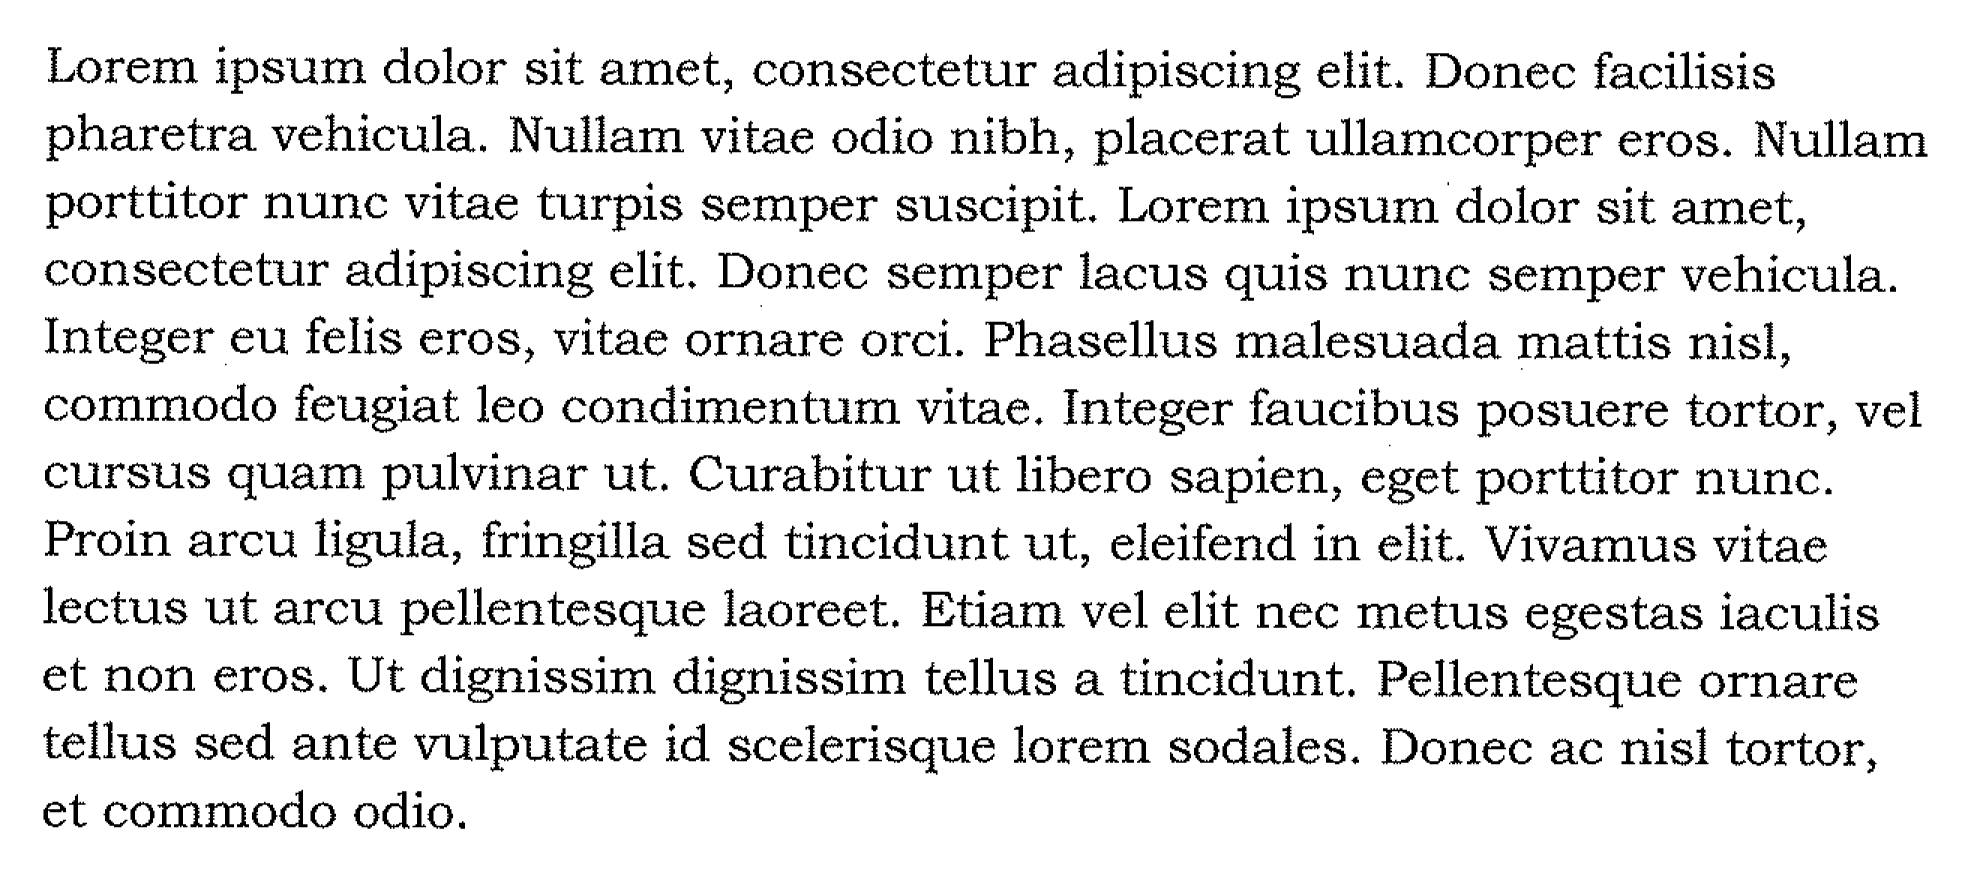 Lorem ipsum dolor sit amet, consectetur adipiscing elit. Donec facilisis
pharetra vehicula. Nullam vitae odio nibh, placerat ullamcorper eros. Nullam
porttitor nunc vitae turpis semper suscipit. Lorem ipsum dolor sit amet,
consectetur adipiscing elit. Donec semper lacus quis nunc semper vehicula.
Integer eu felis eros, vitae ornare orci. Phasellus malesuada mattis nisl,
commodo feugiat leo condimentum vitae. Integer faucibus posuere tortor, vel
cursus quam pulvinar ut. Curabitur ut libero sapien, eget porttitor nunc.
Proin arcu ligula, fringilla sed tincidunt ut, eleifend in elit. Vivamus vitae
lectus ut arcu pellentesque laoreet. Etiam vel elit nec metus egestas iaculis
et non eros. Ut dignissim dignissim tellus a tincidunt. Pellentesque ornare
tellus sed ante vulputate id scelerisque lorem sodales. Donec ac nisl tortor,
et commodo odio.